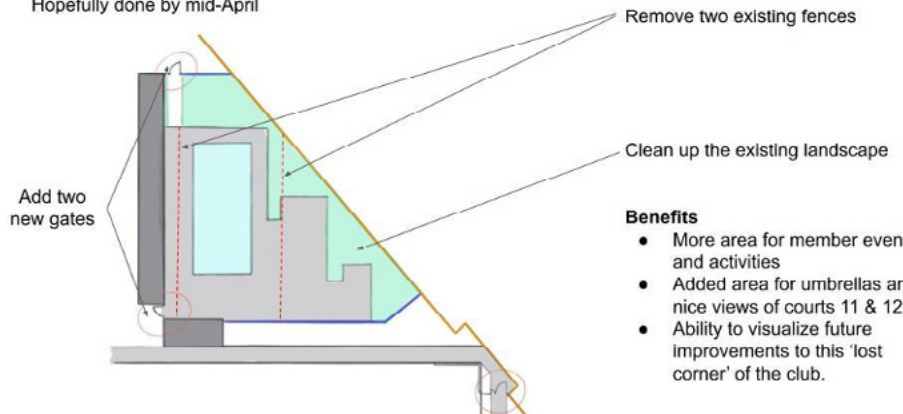 Hopefully done by mid-April
Remove two existing fences
Clean up the existing landscape
Add two
new gates
Benefits
● More area for member even
and activities
● Added area for umbrellas ar
nice views of courts 11 & 12
● Ability to visualize future
improvements to this ‘lost
corner’ of the club.